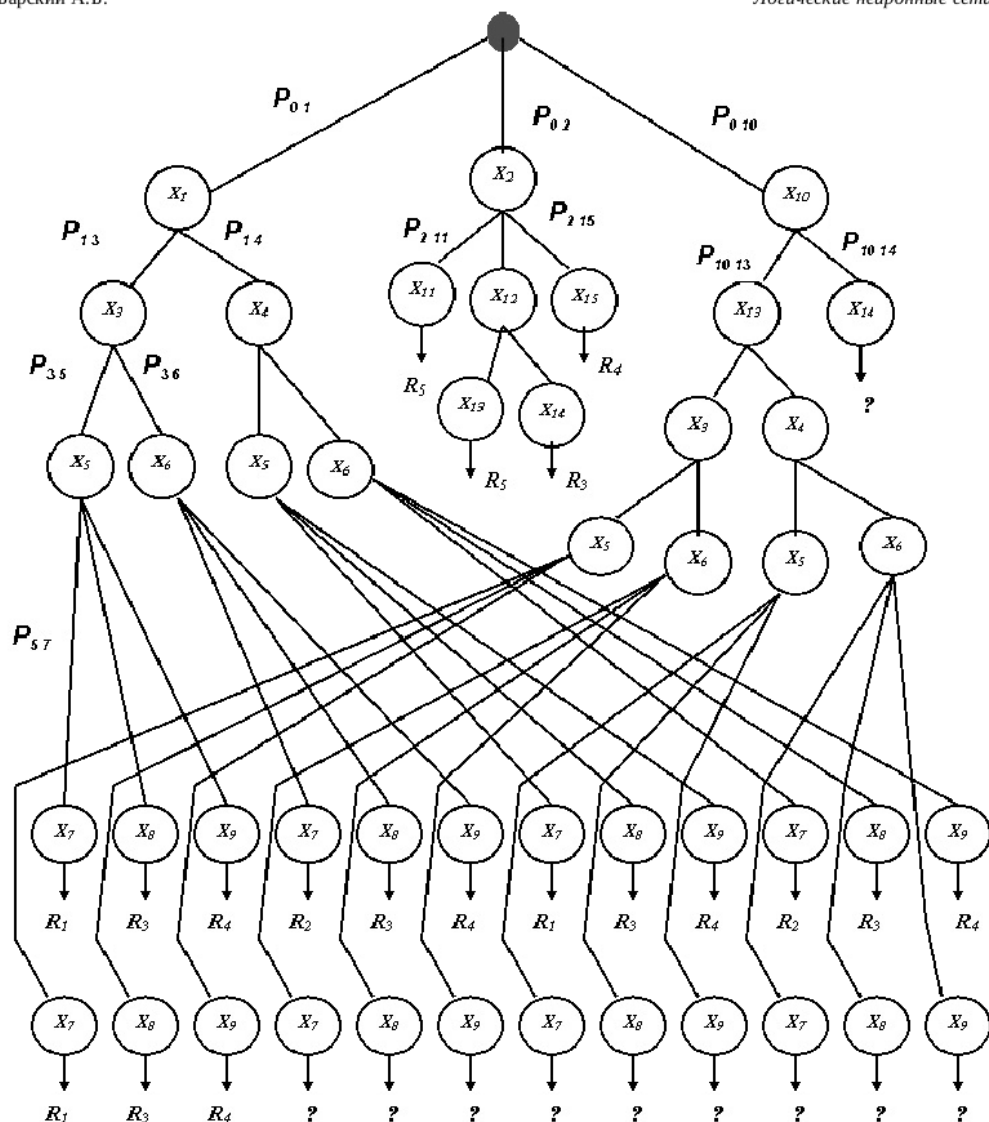 Барский А.В.
Логические нейронные сети
P0 1
P0 2
P0 10
X1
X2
X10
P1 3
P1 4
P2 11
P2 15
P10 13
P10 14
X3
X4
X11
X12
X15
X13
X14
R5
R4
?
P3 5
P3 6
X13
X14
X3
X4
X5
X6
X5
X6
R5
R3
X5
X6
X5
X6
P5 7
X7 X8 X9 X7 X8 X9 X7 X8 X9 X7 X8 X9
R1 R3 R4 R2 R3 R4 R1 R3 R4 R2 R3 R4
X7 X8 X9 X7 X8 X9 X7 X8 X9 X7 X8 X9
R1 R3 R4 ? ? ? ? ? ? ? ? ?